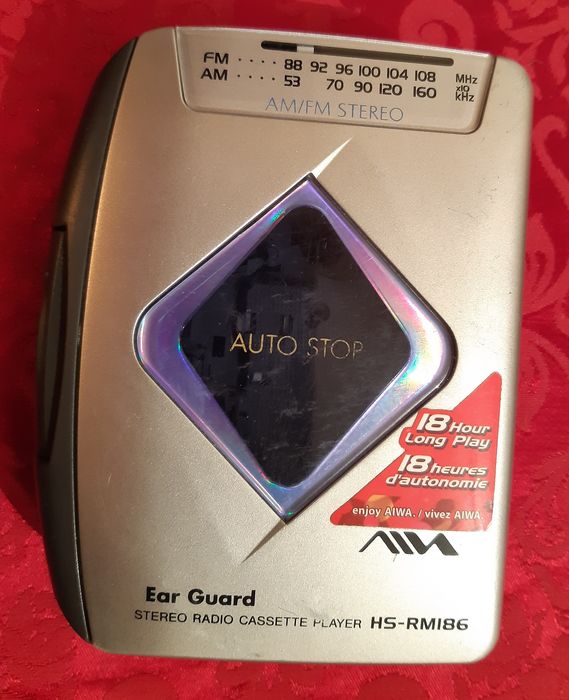 FM · · · · 88 92 96 100 104 108 MHz
AM · · · · 53 70 90 120 160 x10 kHz
AM/FM STEREO
AUTO STOP
18 Hour
Long Play
18 heures
d'autonomie
enjoy AIWA. / vivez AIWA.
AIWA
Ear Guard
STEREO RADIO CASSETTE PLAYER HS-RM186